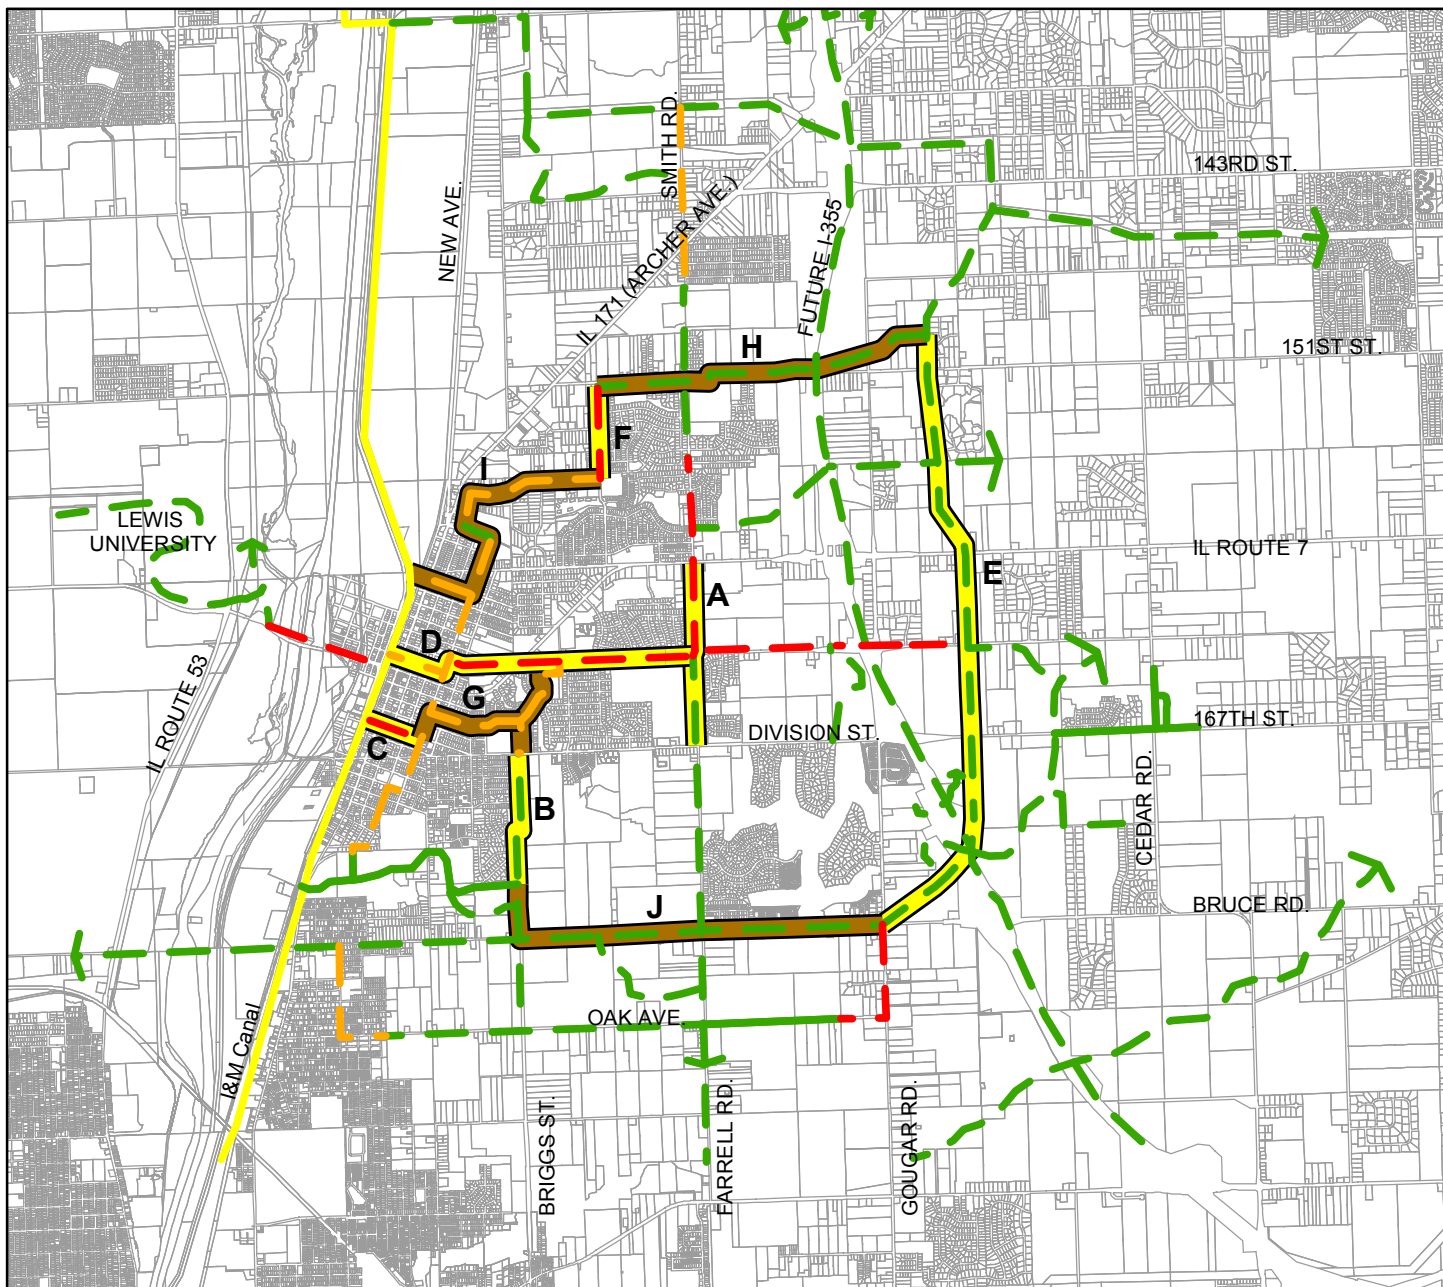 SMITH RD.
143RD ST.
NEW AVE.
IL 171 (ARCHER AVE.)
FUTURE I-355
H
151ST ST.
F
I
LEWIS
UNIVERSITY
IL ROUTE 7
E
A
D
IL ROUTE 53
G
C
DIVISION ST.
167TH ST.
B
CEDAR RD.
J
BRUCE RD.
OAK AVE.
I&M Canal
BRIGGS ST.
FARRELL RD.
GOUGAR RD.